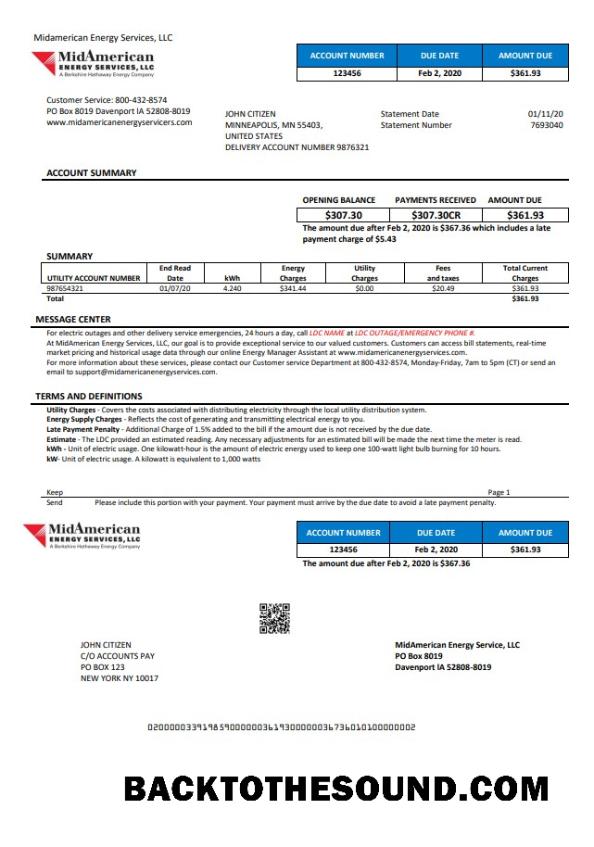 Midamerican Energy Services, LLC
MidAmerican
ENERGY SERVICES, LLC
A Berkshire Hathaway Energy Company
ACCOUNT NUMBER DUE DATE AMOUNT DUE
123456 Feb 2, 2020 $361.93
Customer Service: 800-432-8574
PO Box 8019 Davenport IA 52808-8019
www.midamericanenergyservicers.com
JOHN CITIZEN
MINNEAPOLIS, MN 55403,
UNITED STATES
DELIVERY ACCOUNT NUMBER 9876321
Statement Date 01/11/20
Statement Number 7693040
ACCOUNT SUMMARY
OPENING BALANCE PAYMENTS RECEIVED AMOUNT DUE
$307.30 $307.30CR $361.93
The amount due after Feb 2, 2020 is $367.36 which includes a late
payment charge of $5.43
SUMMARY
UTILITY ACCOUNT NUMBER End Read Date kWh Energy Charges Utility Charges Fees and taxes Total Current Charges
987654321 01/07/20 4.240 $341.44 $0.00 $20.49 $361.93
Total $361.93
MESSAGE CENTER
For electric outages and other delivery service emergencies, 24 hours a day, call LDC NAME at LDC OUTAGE/EMERGENCY PHONE #.
At MidAmerican Energy Services, LLC, our goal is to provide exceptional service to our valued customers. Customers can access bill statements, real-time
market pricing and historical usage data through our online Energy Manager Assistant at www.midamericanenergyservices.com.
For more information about these services, please contact our Customer Service Department at 800-432-8574, Monday-Friday, 7am to 5pm (CT) or send an
email to support@midamericanenergyservices.com.
TERMS AND DEFINITIONS
Utility Charges - Covers the costs associated with distributing electricity through the local utility distribution system.
Energy Supply Charges - Reflects the cost of generating and transmitting electrical energy to you.
Late Payment Penalty - Additional Charge of 1.5% added to the bill if the amount due is not received by the due date.
Estimate - The LDC provided an estimated reading. Any necessary adjustments for an estimated bill will be made the next time the meter is read.
kWh - Unit of electric usage. One kilowatt-hour is the amount of electric energy used to keep one 100-watt light bulb burning for 10 hours.
kW- Unit of electric usage. A kilowatt is equivalent to 1,000 watts
Keep Page 1
Send Please include this portion with your payment. Your payment must arrive by the due date to avoid a late payment penalty.
MidAmerican
ENERGY SERVICES, LLC
A Berkshire Hathaway Energy Company
ACCOUNT NUMBER DUE DATE AMOUNT DUE
123456 Feb 2, 2020 $361.93
The amount due after Feb 2, 2020 is $367.36
JOHN CITIZEN
C/O ACCOUNTS PAY
PO BOX 123
NEW YORK NY 10017
MidAmerican Energy Service, LLC
PO Box 8019
Davenport IA 52808-8019
BACKTOTHESOUND.COM